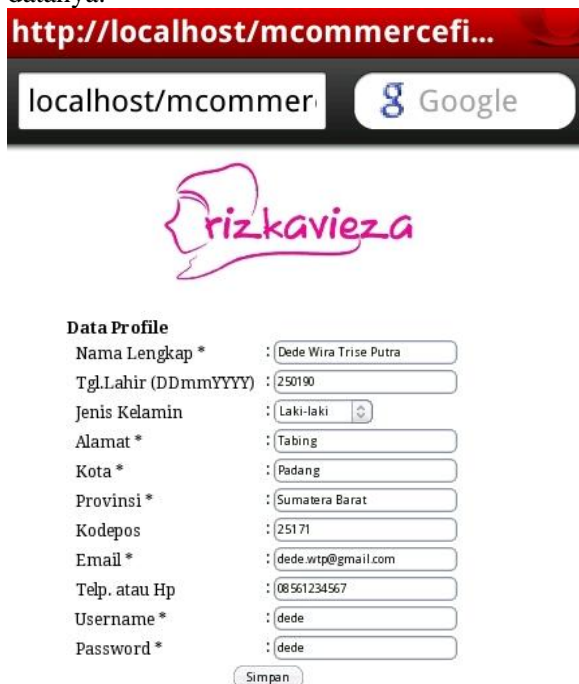 datanya.
http://localhost/mcommercefi...
localhost/mcommer
g Google
rizkavieza
Data Profile
Nama Lengkap * : Dede Wira Trise Putra
Tgl.Lahir (DDmmYYYY) : 250190
Jenis Kelamin : Laki-laki
Alamat * : Tabing
Kota * : Padang
Provinsi * : Sumatera Barat
Kodepos : 25171
Email * : dede.wtp@gmail.com
Telp. atau Hp : 08561234567
Username * : dede
Password * : dede
Simpan